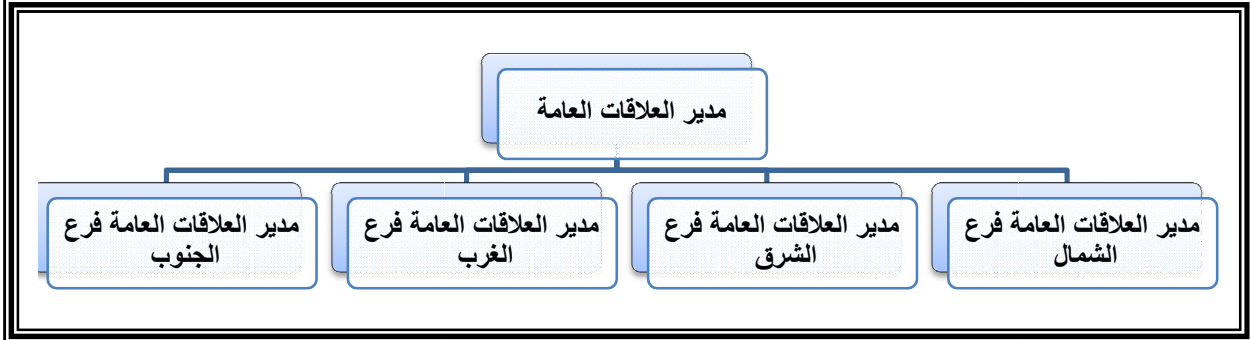 مدير العلاقات العامة
مدير العلاقات العامة فرع
الشمال
مدير العلاقات العامة فرع
الشرق
مدير العلاقات العامة فرع
الغرب
مدير العلاقات العامة فرع
الجنوب